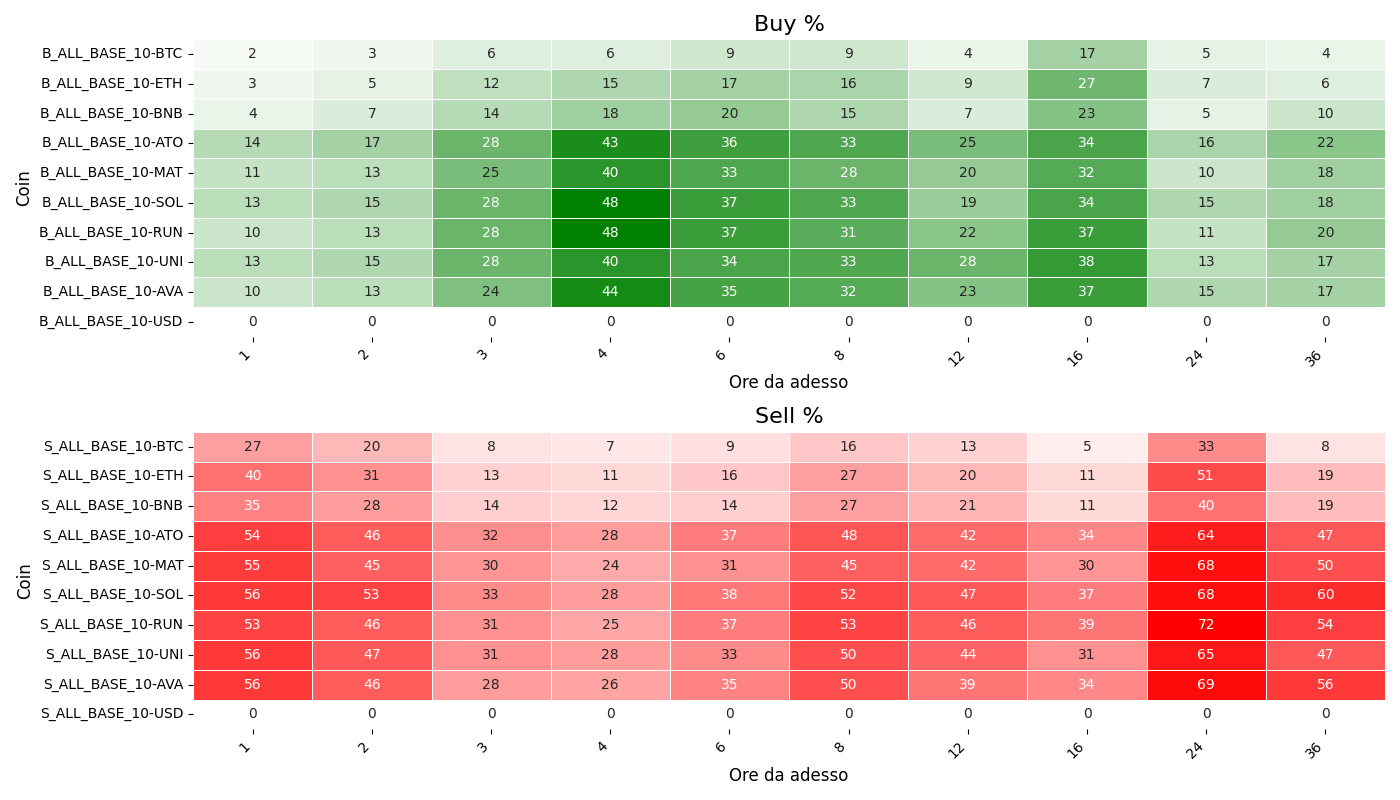 Buy %
Coin
B_ALL_BASE_10-BTC 2 3 6 6 9 9 4 17 5 4
B_ALL_BASE_10-ETH 3 5 12 15 17 16 9 27 7 6
B_ALL_BASE_10-BNB 4 7 14 18 20 15 7 23 5 10
B_ALL_BASE_10-ATO 14 17 28 43 36 33 25 34 16 22
B_ALL_BASE_10-MAT 11 13 25 40 33 28 20 32 10 18
B_ALL_BASE_10-SOL 13 15 28 48 37 33 19 34 15 18
B_ALL_BASE_10-RUN 10 13 28 48 37 31 22 37 11 20
B_ALL_BASE_10-UNI 13 15 28 40 34 33 28 38 13 17
B_ALL_BASE_10-AVA 10 13 24 44 35 32 23 37 15 17
B_ALL_BASE_10-USD 0 0 0 0 0 0 0 0 0 0
1 2 3 4 6 8 12 16 24 36
Ore da adesso
Sell %
Coin
S_ALL_BASE_10-BTC 27 20 8 7 9 16 13 5 33 8
S_ALL_BASE_10-ETH 40 31 13 11 16 27 20 11 51 19
S_ALL_BASE_10-BNB 35 28 14 12 14 27 21 11 40 19
S_ALL_BASE_10-ATO 54 46 32 28 37 48 42 34 64 47
S_ALL_BASE_10-MAT 55 45 30 24 31 45 42 30 68 50
S_ALL_BASE_10-SOL 56 53 33 28 38 52 47 37 68 60
S_ALL_BASE_10-RUN 53 46 31 25 37 53 46 39 72 54
S_ALL_BASE_10-UNI 56 47 31 28 33 50 44 31 65 47
S_ALL_BASE_10-AVA 56 46 28 26 35 50 39 34 69 56
S_ALL_BASE_10-USD 0 0 0 0 0 0 0 0 0 0
1 2 3 4 6 8 12 16 24 36
Ore da adesso